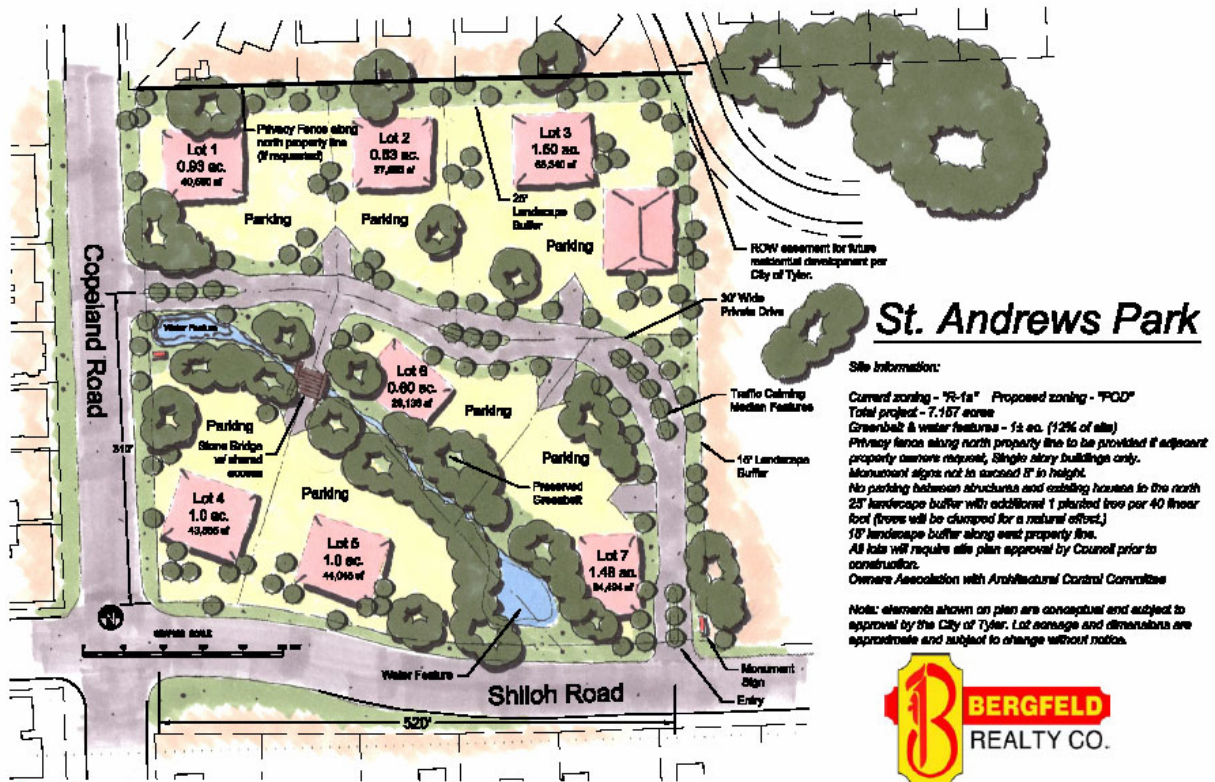 Privacy Fence along
north property line
(if requested)
Lot 1
0.93 ac.
Lot 2
0.63 ac.
Lot 3
1.50 ac.
65,340 sf
25'
Landscape
Buffer
Parking
Parking
Parking
ROW easement for future
residential development per
City of Tyler.
30' Wide
Private Drive
Copeland Road
Water Feature
310'
Lot 6
0.60 ac.
Parking
Traffic Calming
Median Features
Parking
Stone Bridge
w/ shared
access
Parking
15' Landscape
Buffer
Preserved
Greenbelt
Parking
Lot 4
1.0 ac.
Lot 5
1.0 ac.
Lot 7
1.48 ac.
N
GRAPHIC SCALE
Water Feature
Shiloh Road
Monument
Sign
Entry
520'
St. Andrews Park
Site Information:
Current zoning - "R-1a" Proposed zoning - "POD"
Total project - 7.157 acres
Greenbelt & water features - 1± ac. (12% of site)
Privacy fence along north property line to be provided if adjacent
property owners request, Single story buildings only.
Monument signs not to exceed 8' in height.
No parking between structures and existing houses to the north
25' landscape buffer with additional 1 planted tree per 40 linear
foot (trees will be clumped for a natural effect.)
15' landscape buffer along east property line.
All lots will require site plan approval by Council prior to
construction.
Owners Association with Architectural Control Committee
Note: elements shown on plan are conceptual and subject to
approval by the City of Tyler. Lot acreage and dimensions are
approximate and subject to change without notice.
B
BERGFELD
REALTY CO.